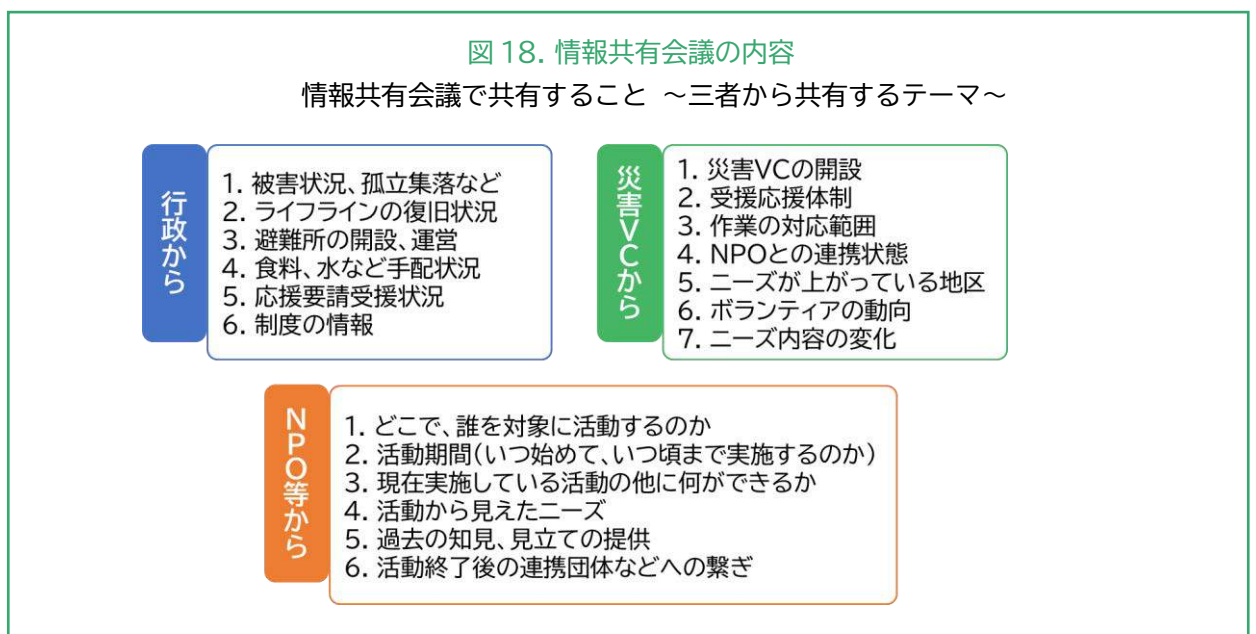 図18. 情報共有会議の内容
情報共有会議で共有すること ～三者から共有するテーマ～
行政から
1. 被害状況、孤立集落など
2. ライフラインの復旧状況
3. 避難所の開設、運営
4. 食料、水など手配状況
5. 応援要請受援状況
6. 制度の情報
災害VCから
1. 災害VCの開設
2. 受援応援体制
3. 作業の対応範囲
4. NPOとの連携状態
5. ニーズが上がっている地区
6. ボランティアの動向
7. ニーズ内容の変化
NPO等から
1. どこで、誰を対象に活動するのか
2. 活動期間(いつ始めて、いつ頃まで実施するのか)
3. 現在実施している活動の他に何ができるか
4. 活動から見えたニーズ
5. 過去の知見、見立ての提供
6. 活動終了後の連携団体などへの繋ぎ